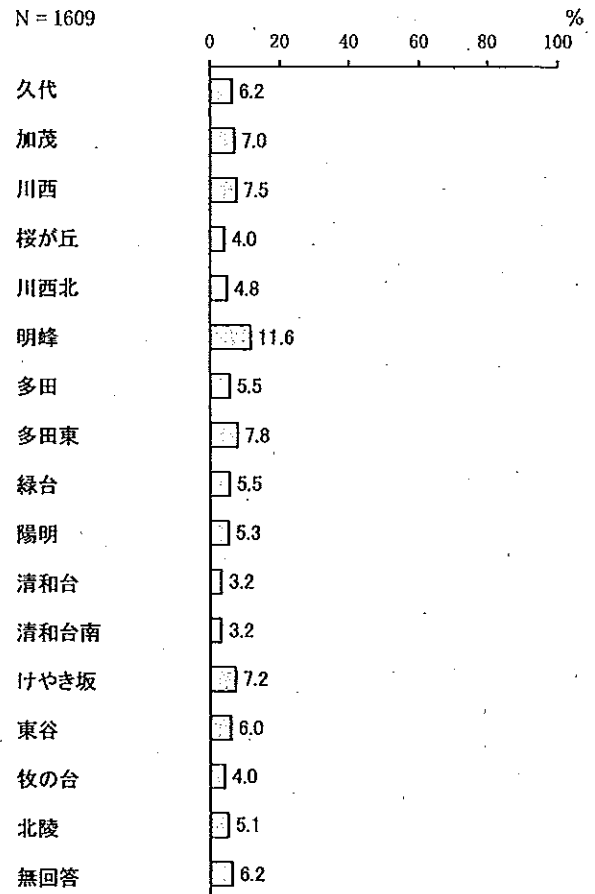 N = 1609
%
0 20 40 60 80 100
久代 6.2
加茂 7.0
川西 7.5
桜が丘 4.0
川西北 4.8
明峰 11.6
多田 5.5
多田東 7.8
緑台 5.5
陽明 5.3
清和台 3.2
清和台南 3.2
けやき坂 7.2
東谷 6.0
牧の台 4.0
北陵 5.1
無回答 6.2